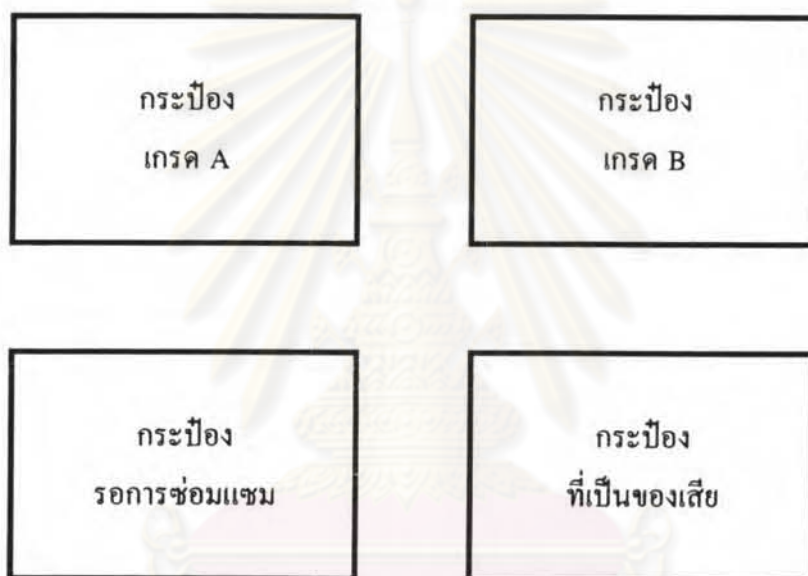 กระป๋อง
เกรด A
กระป๋อง
เกรด B
กระป๋อง
รอการซ่อมแซม
กระป๋อง
ที่เป็นของเสีย